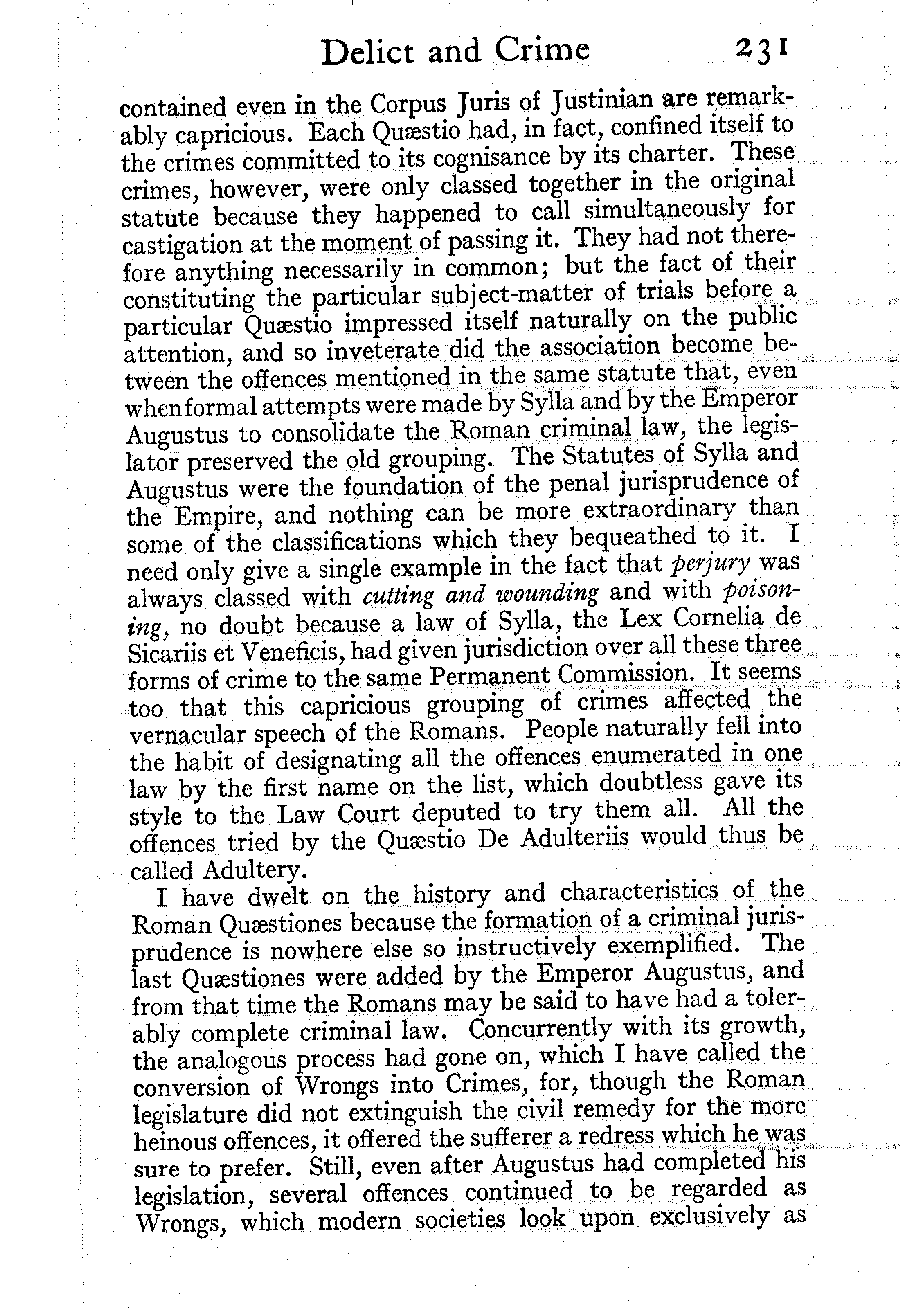 Delict and Crime 231
contained even in the Corpus Juris of Justinian are remark-
ably capricious. Each Quæstio had, in fact, confined itself to
the crimes committed to its cognisance by its charter. These
crimes, however, were only classed together in the original
statute because they happened to call simultaneously for
castigation at the moment of passing it. They had not there-
fore anything necessarily in common; but the fact of their
constituting the particular subject-matter of trials before a
particular Quæstio impressed itself naturally on the public
attention, and so inveterate did the association become be-
tween the offences mentioned in the same statute that, even
when formal attempts were made by Sylla and by the Emperor
Augustus to consolidate the Roman criminal law, the legis-
lator preserved the old grouping. The Statutes of Sylla and
Augustus were the foundation of the penal jurisprudence of
the Empire, and nothing can be more extraordinary than
some of the classifications which they bequeathed to it. I
need only give a single example in the fact that perjury was
always classed with cutting and wounding and with poison-
ing, no doubt because a law of Sylla, the Lex Cornelia de
Sicariis et Veneficis, had given jurisdiction over all these three
forms of crime to the same Permanent Commission. It seems
too that this capricious grouping of crimes affected the
vernacular speech of the Romans. People naturally fell into
the habit of designating all the offences enumerated in one
law by the first name on the list, which doubtless gave its
style to the Law Court deputed to try them all. All the
offences tried by the Quæstio De Adulteriis would thus be
called Adultery.
I have dwelt on the history and characteristics of the
Roman Quæstiones because the formation of a criminal juris-
prudence is nowhere else so instructively exemplified. The
last Quæstiones were added by the Emperor Augustus, and
from that time the Romans may be said to have had a toler-
ably complete criminal law. Concurrently with its growth,
the analogous process had gone on, which I have called the
conversion of Wrongs into Crimes, for, though the Roman
legislature did not extinguish the civil remedy for the more
heinous offences, it offered the sufferer a redress which he was
sure to prefer. Still, even after Augustus had completed his
legislation, several offences continued to be regarded as
Wrongs, which modern societies look upon exclusively as